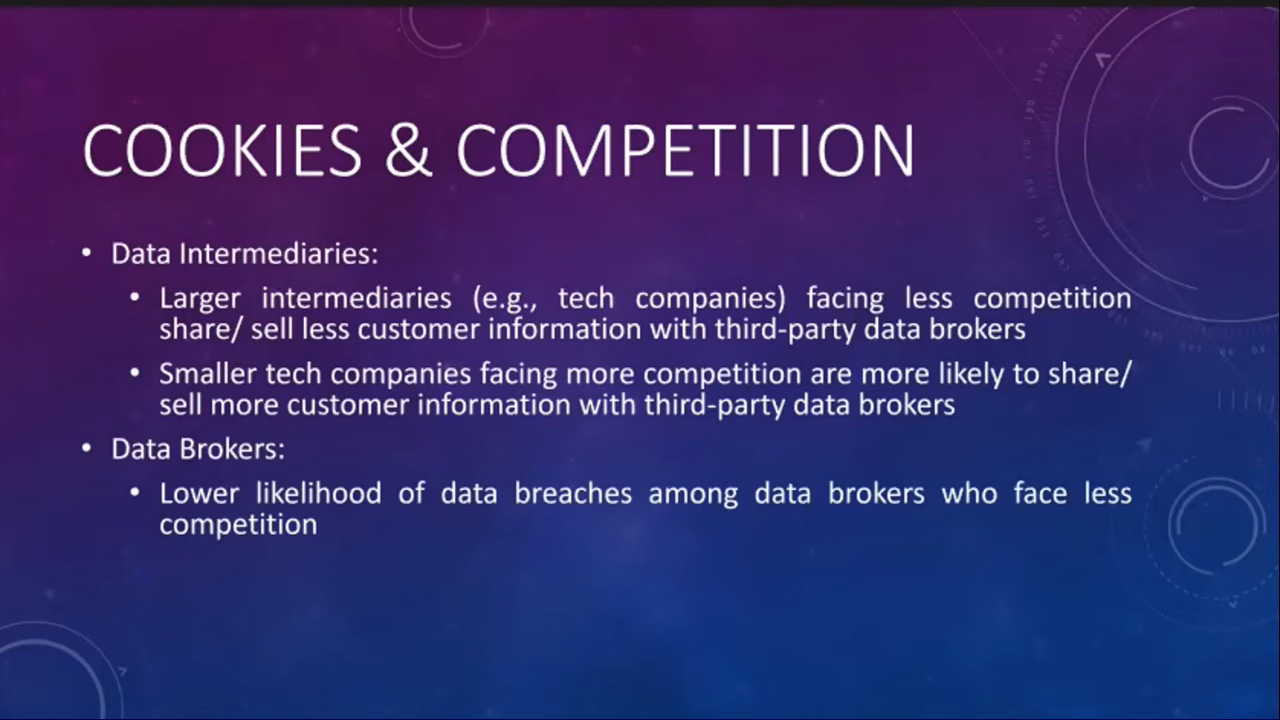 COOKIES & COMPETITION
• Data Intermediaries:
• Larger intermediaries (e.g., tech companies) facing less competition
share/ sell less customer information with third-party data brokers
• Smaller tech companies facing more competition are more likely to share/
sell more customer information with third-party data brokers
• Data Brokers:
• Lower likelihood of data breaches among data brokers who face less
competition